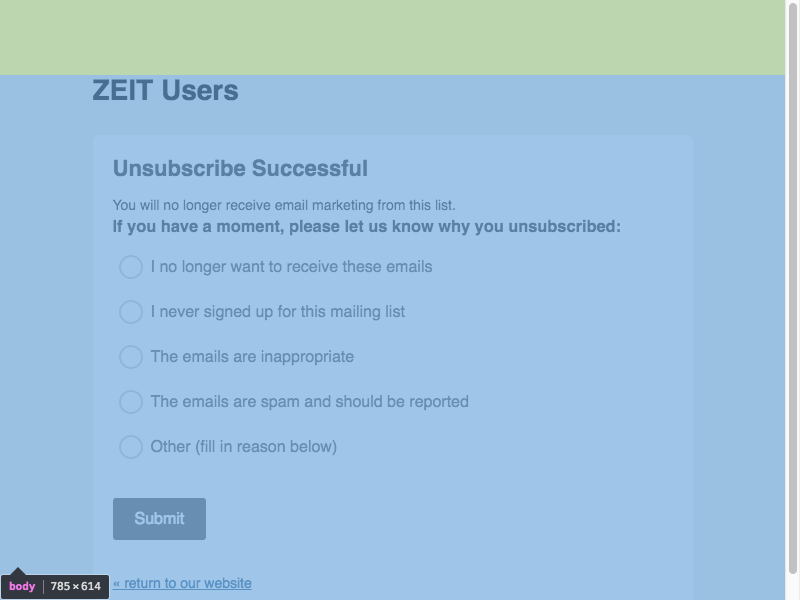 ZEIT Users
Unsubscribe Successful
You will no longer receive email marketing from this list.
If you have a moment, please let us know why you unsubscribed:
I no longer want to receive these emails
I never signed up for this mailing list
The emails are inappropriate
The emails are spam and should be reported
Other (fill in reason below)
Submit
« return to our website
body 785 × 614